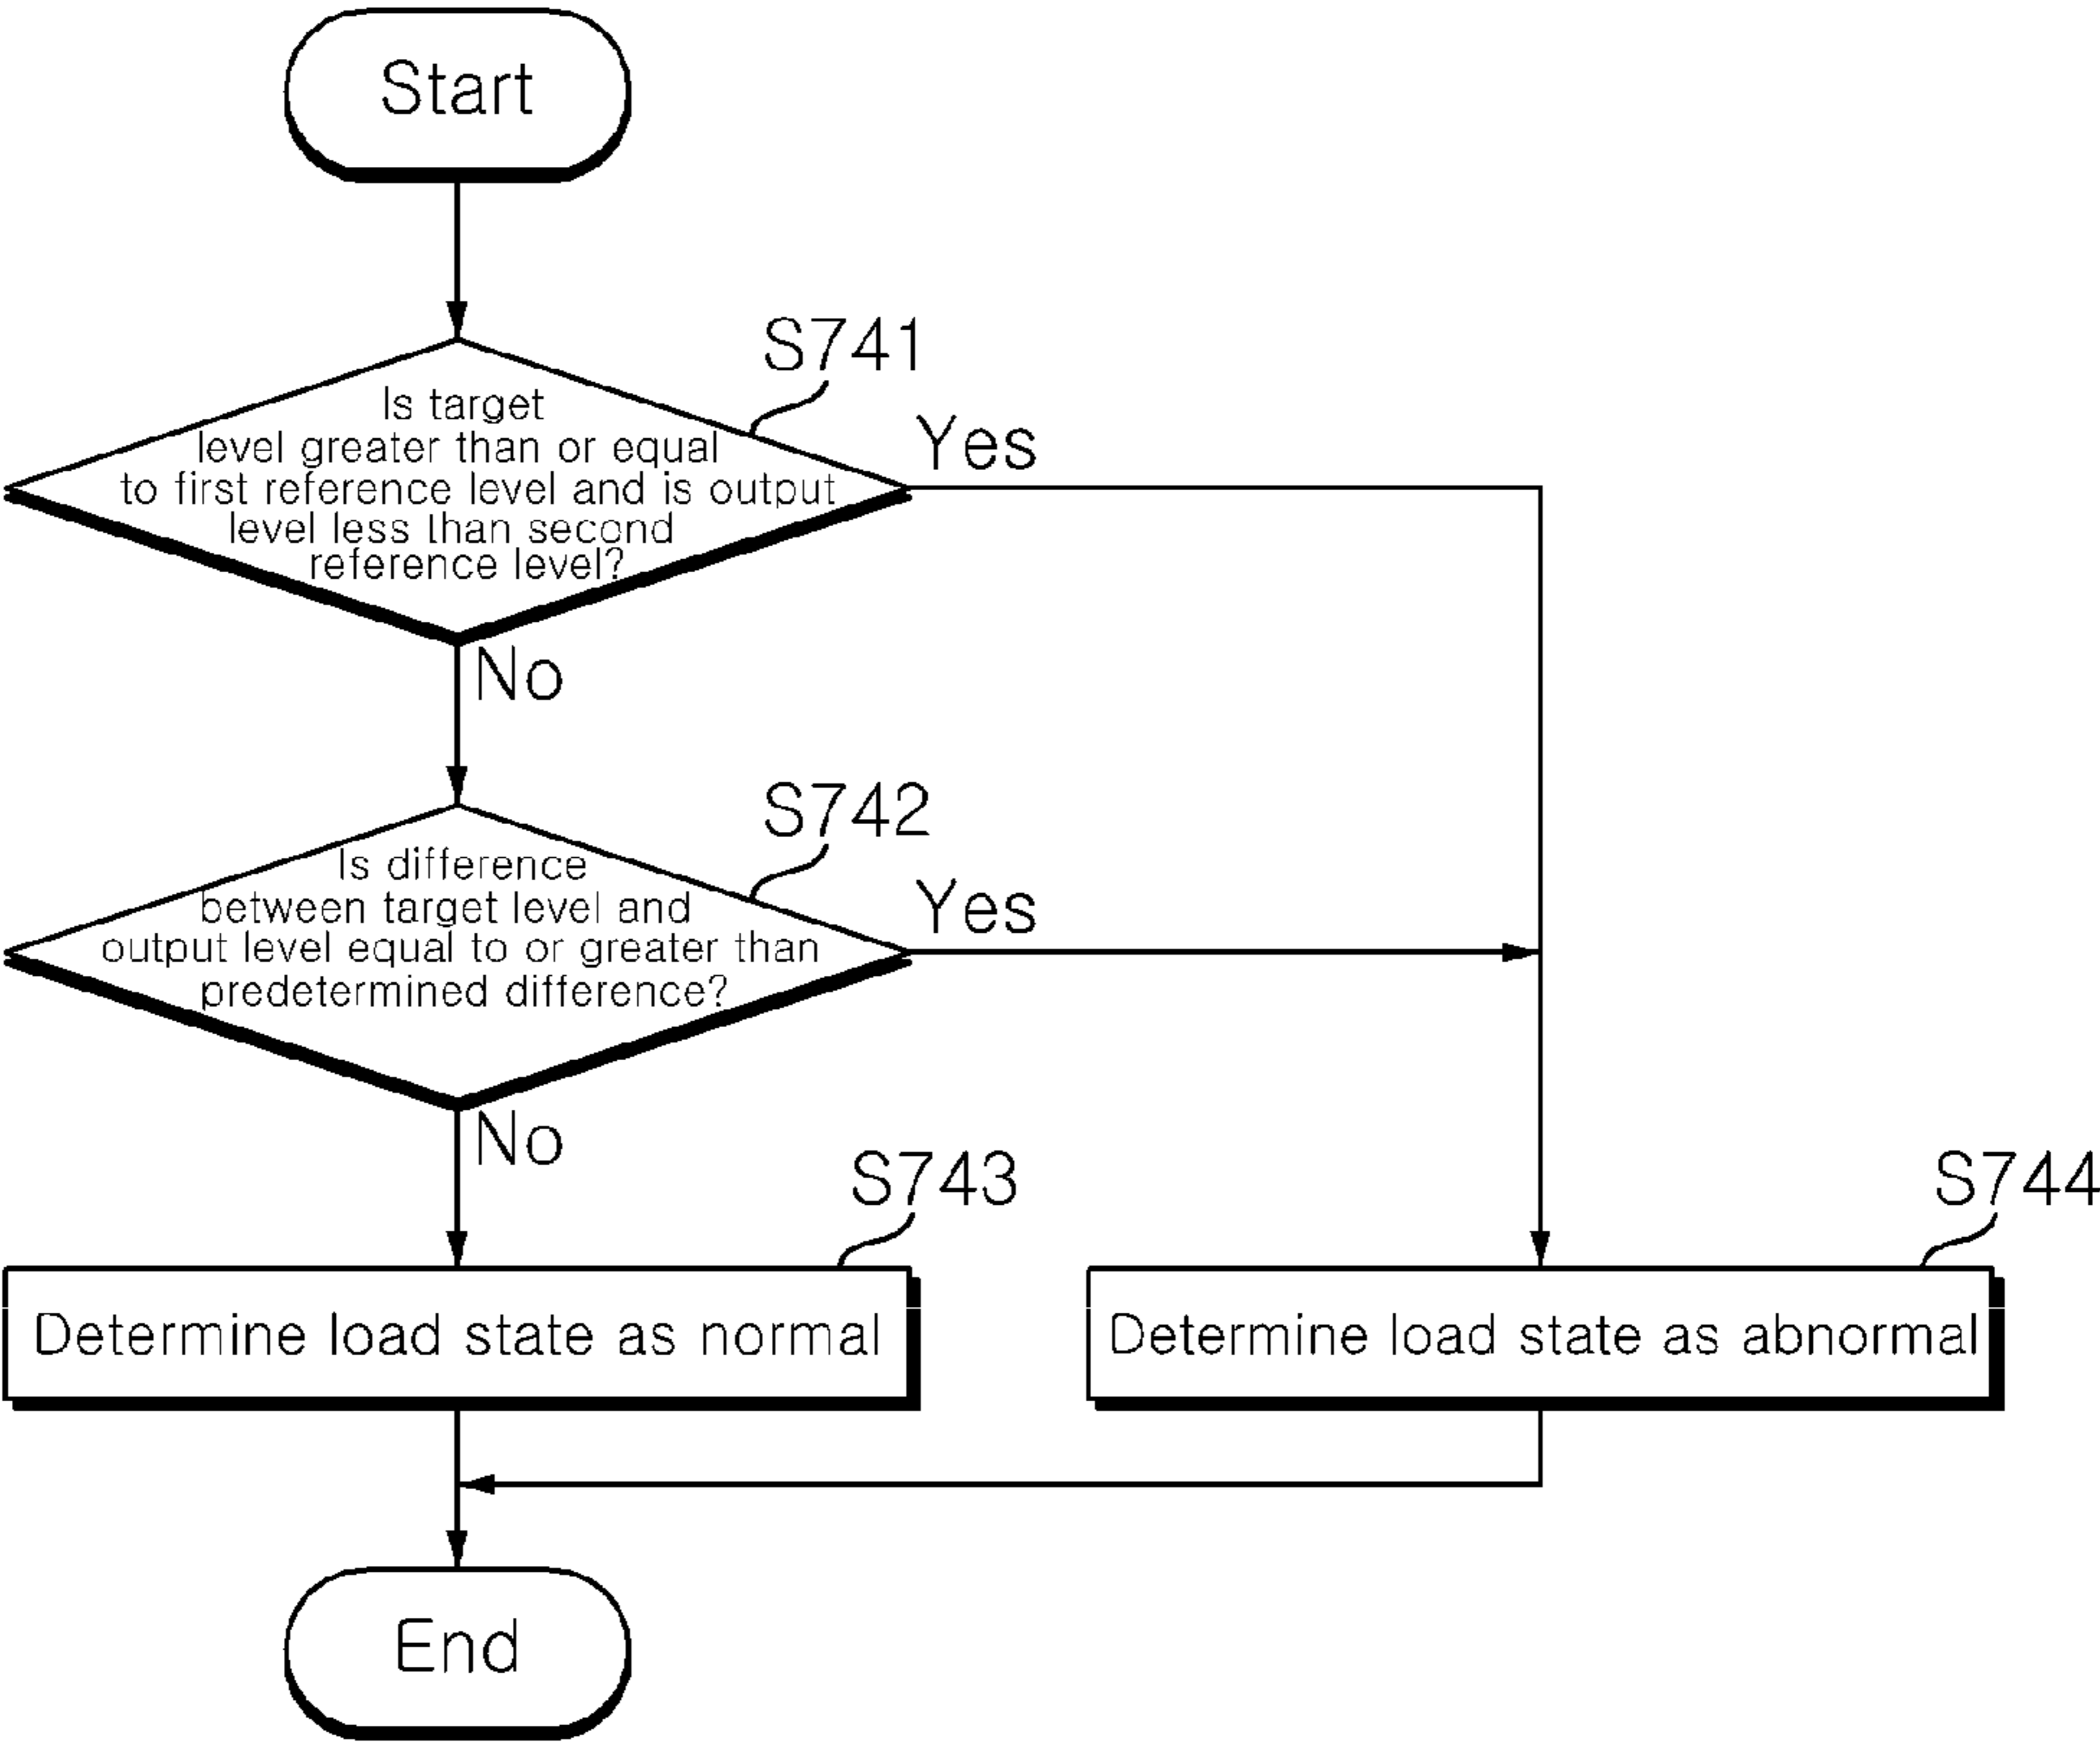 Start
S741
Is target
level greater than or equal
to first reference level and is output
level less than second
reference level?
Yes
No
S742
Is difference
between target level and
output level equal to or greater than
predetermined difference?
Yes
No
S743
S744
Determine load state as normal
Determine load state as abnormal
End